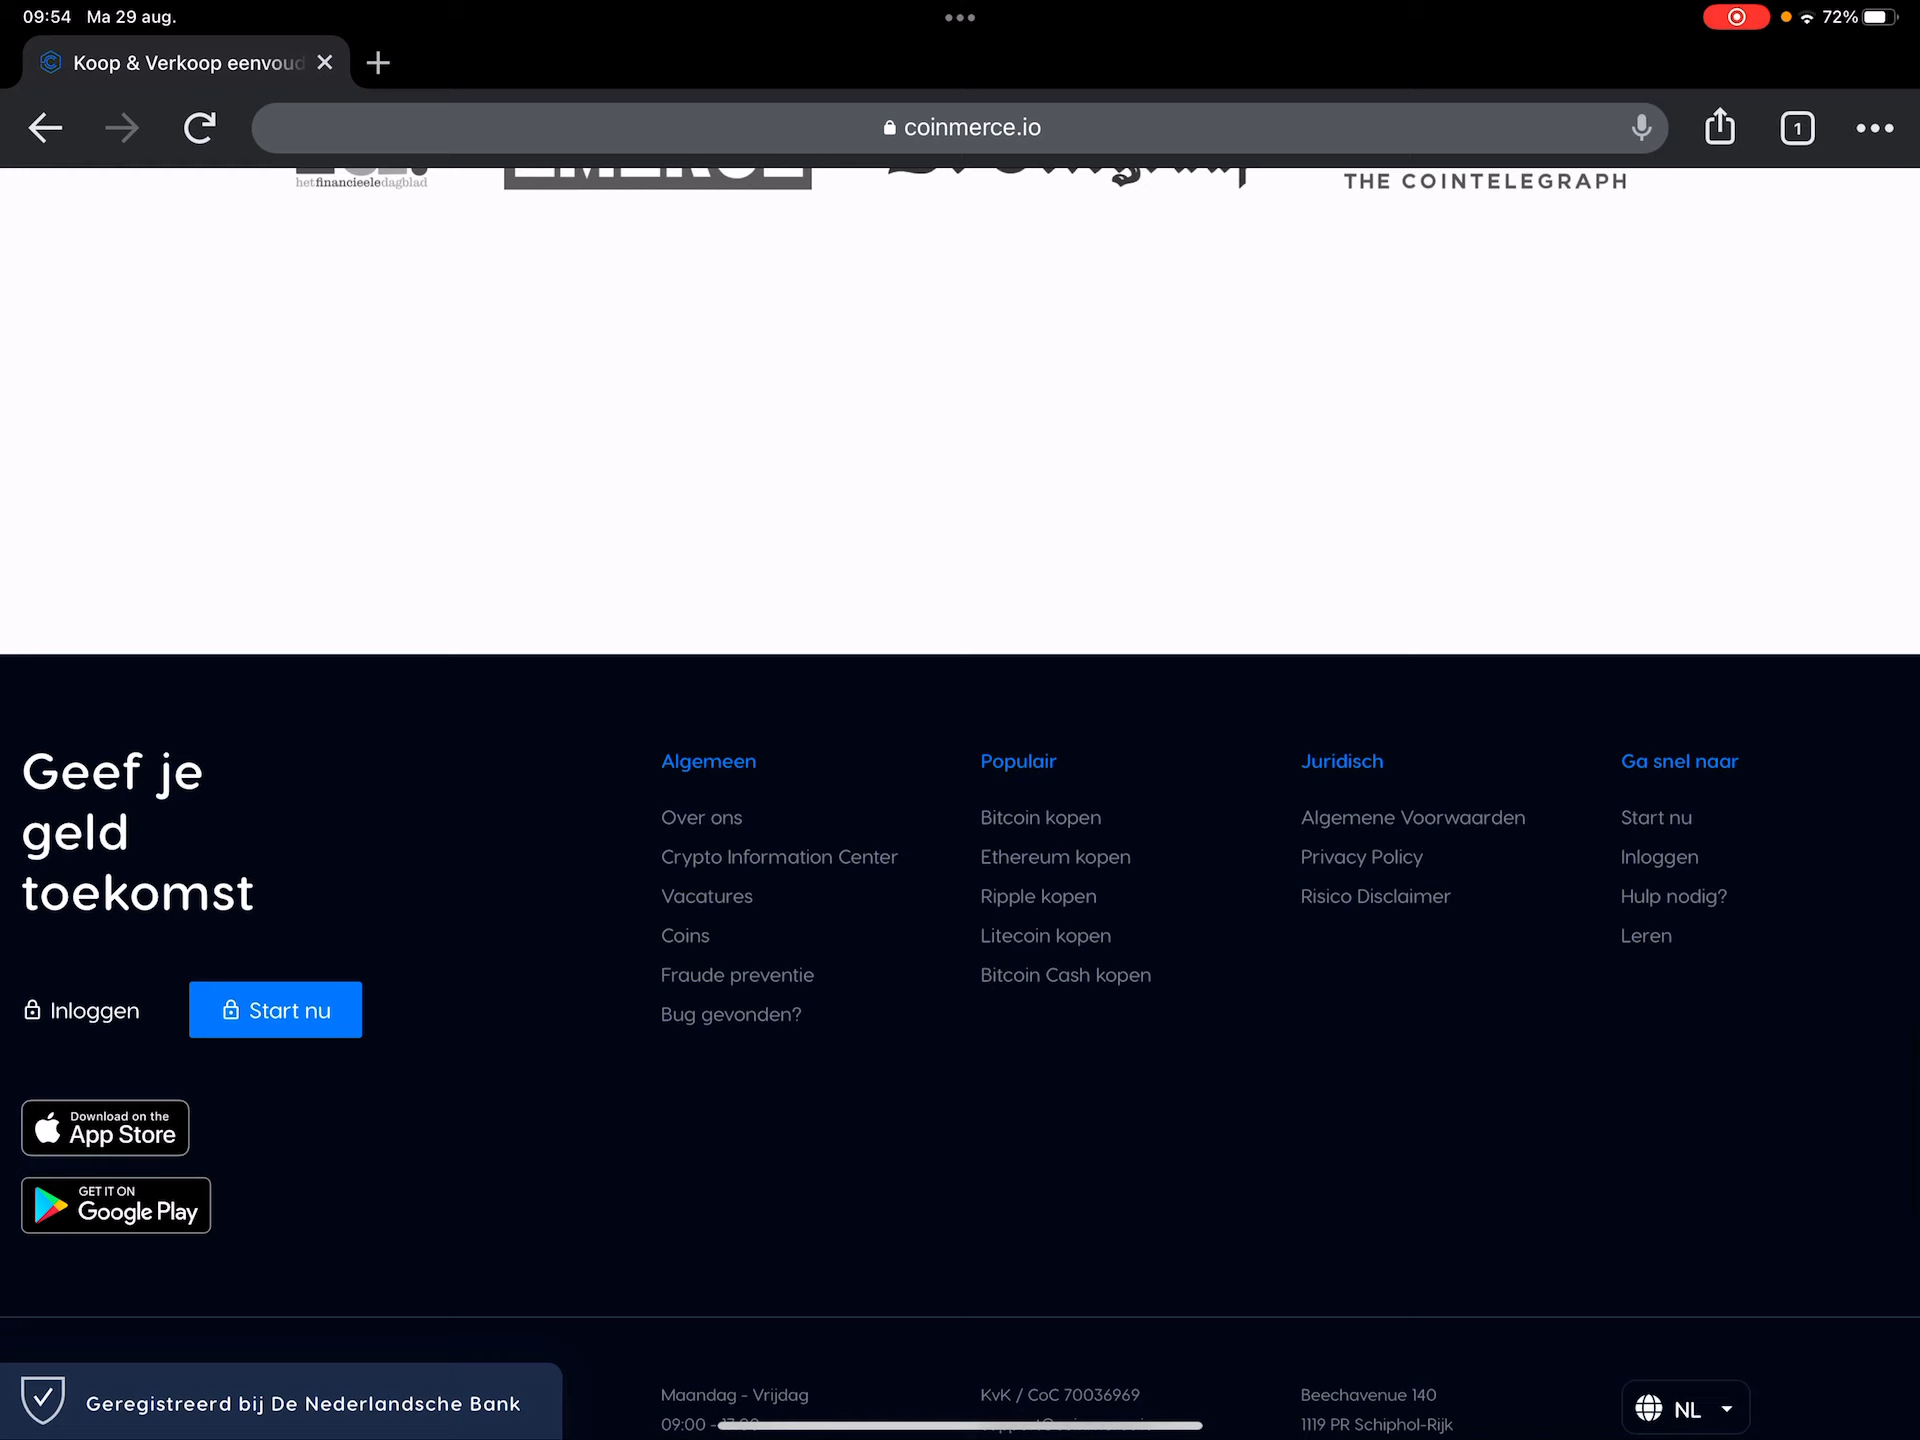 09:54 Ma 29 aug.
72%
Koop & Verkoop eenvoud
coinmerce.io
1
hetfinancieeledagblad
EMERCE
THE COINTELEGRAPH
Geef je
geld
toekomst
Inloggen
Start nu
Download on the
App Store
GET IT ON
Google Play
Algemeen
Over ons
Crypto Information Center
Vacatures
Coins
Fraude preventie
Bug gevonden?
Populair
Bitcoin kopen
Ethereum kopen
Ripple kopen
Litecoin kopen
Bitcoin Cash kopen
Juridisch
Algemene Voorwaarden
Privacy Policy
Risico Disclaimer
Ga snel naar
Start nu
Inloggen
Hulp nodig?
Leren
Geregistreerd bij De Nederlandsche Bank
Maandag - Vrijdag
09:00 -
KvK / CoC 70036969
Beechavenue 140
1119 PR Schiphol-Rijk
NL